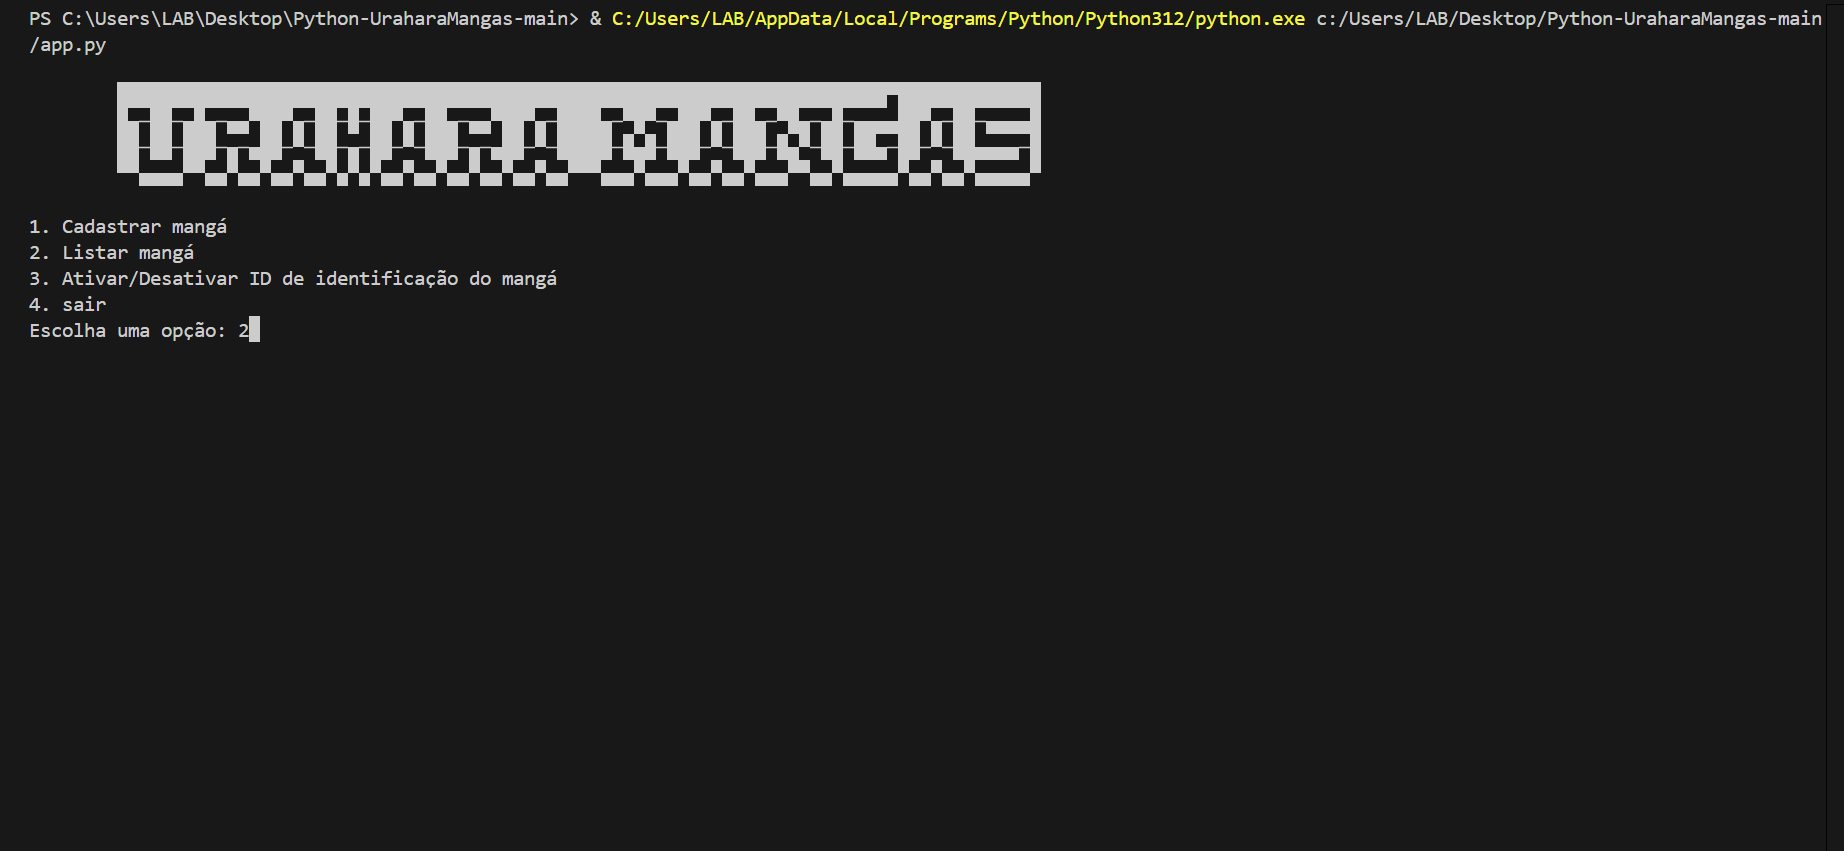 PS C:\Users\LAB\Desktop\Python-UraharaMangas-main> & C:/Users/LAB/AppData/Local/Programs/Python/Python312/python.exe c:/Users/LAB/Desktop/Python-UraharaMangas-main
/app.py
URAHARA MANGAS
1. Cadastrar mangá
2. Listar mangá
3. Ativar/Desativar ID de identificação do mangá
4. sair
Escolha uma opção: 2